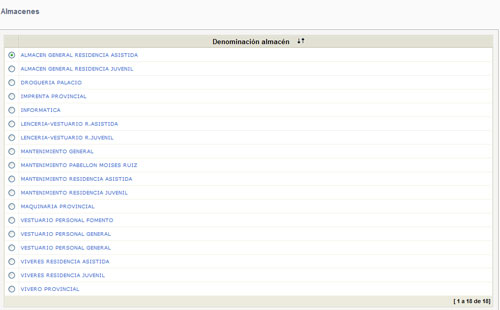 Almacenes
Denominación almacén
ALMACEN GENERAL RESIDENCIA ASISTIDA
ALMACEN GENERAL RESIDENCIA JUVENIL
DROGUERIA PALACIO
IMPRENTA PROVINCIAL
INFORMATICA
LENCERIA-VESTUARIO R.ASISTIDA
LENCERIA-VESTUARIO R.JUVENIL
MANTENIMIENTO GENERAL
MANTENIMIENTO PABELLON MOISES RUIZ
MANTENIMIENTO RESIDENCIA ASISTIDA
MANTENIMIENTO RESIDENCIA JUVENIL
MAQUINARIA PROVINCIAL
VESTUARIO PERSONAL FOMENTO
VESTUARIO PERSONAL GENERAL
VESTUARIO PERSONAL GENERAL
VIVERES RESIDENCIA ASISTIDA
VIVERES RESIDENCIA JUVENIL
VIVERO PROVINCIAL
[ 1 a 18 de 18]